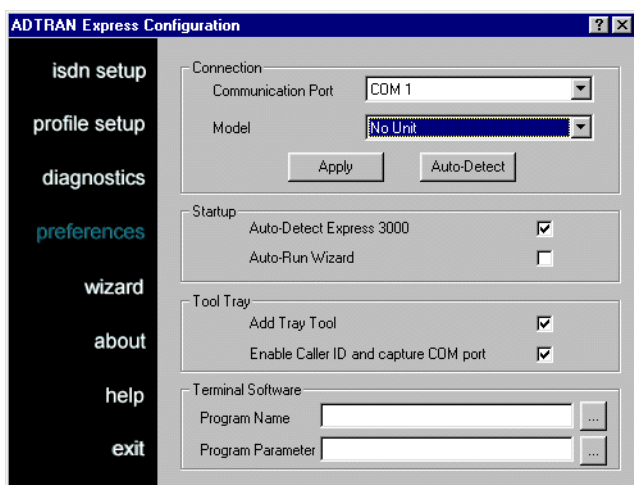 ADTRAN Express Configuration
isdn setup
profile setup
diagnostics
preferences
wizard
about
help
exit
Connection
Communication Port COM 1
Model No Unit
Apply Auto-Detect
Startup
Auto-Detect Express 3000
Auto-Run Wizard
Tool Tray
Add Tray Tool
Enable Caller ID and capture COM port
Terminal Software
Program Name ...
Program Parameter ...